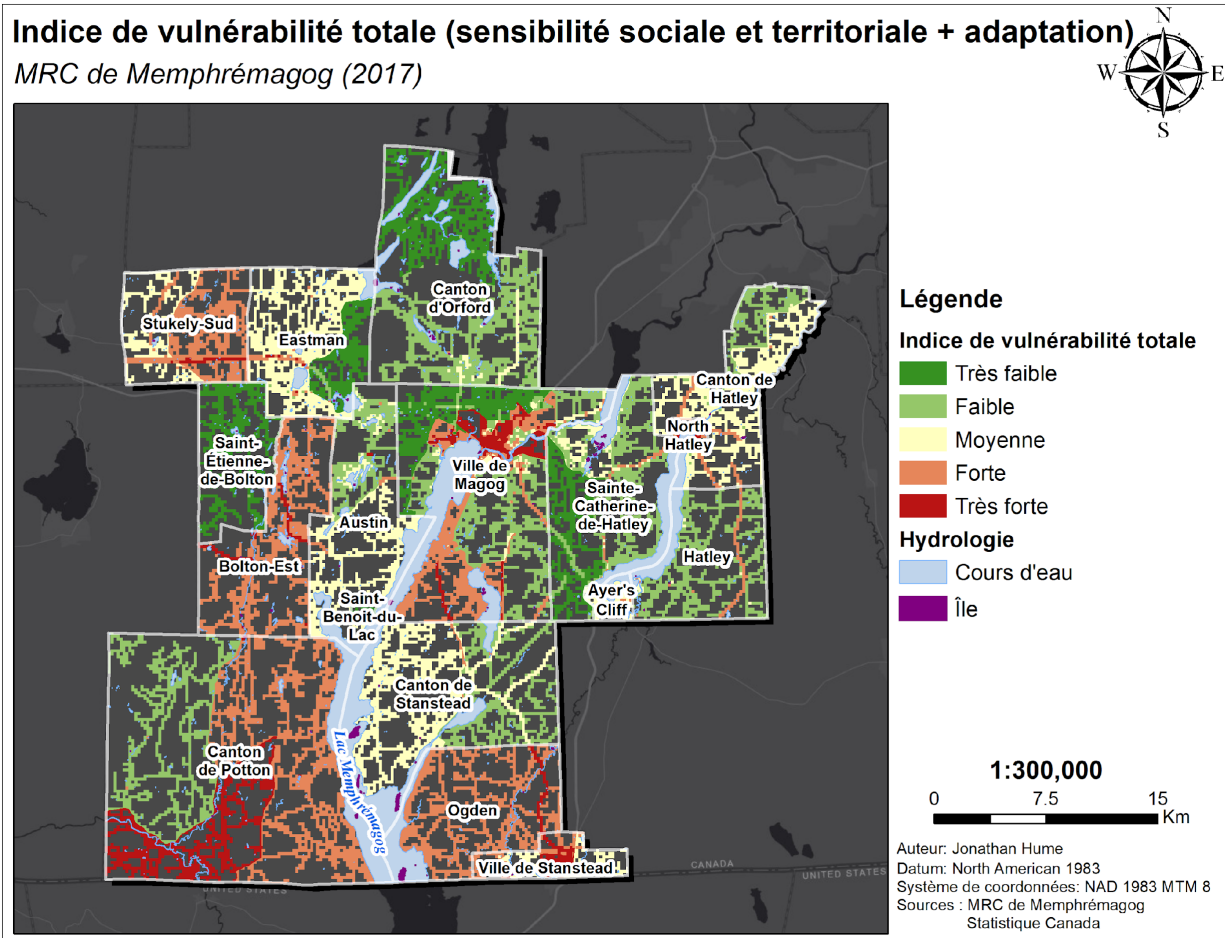 Indice de vulnérabilité totale (sensibilité sociale et territoriale + adaptation)
MRC de Memphrémagog (2017)
N
W
E
S
Canton
d'Orford
Stukely-Sud
Eastman
Canton de
Hatley
North
Hatley
Saint-
Étienne-
de-Bolton
Ville de
Magog
Sainte-
Catherine-
de-Hatley
Austin
Hatley
Bolton-Est
Ayer's
Cliff
Saint-
Benoit-du-
Lac
Canton de
Stanstead
Canton
de Potton
Lac Memphrémagog
Ogden
Ville de Stanstead
CANADA
UNITED STATES
UNITED STATES
Légende
Indice de vulnérabilité totale
Très faible
Faible
Moyenne
Forte
Très forte
Hydrologie
Cours d'eau
Île
1:300,000
0 7.5 15
Km
Auteur: Jonathan Hume
Datum: North American 1983
Système de coordonnées: NAD 1983 MTM 8
Sources : MRC de Memphrémagog
Statistique Canada